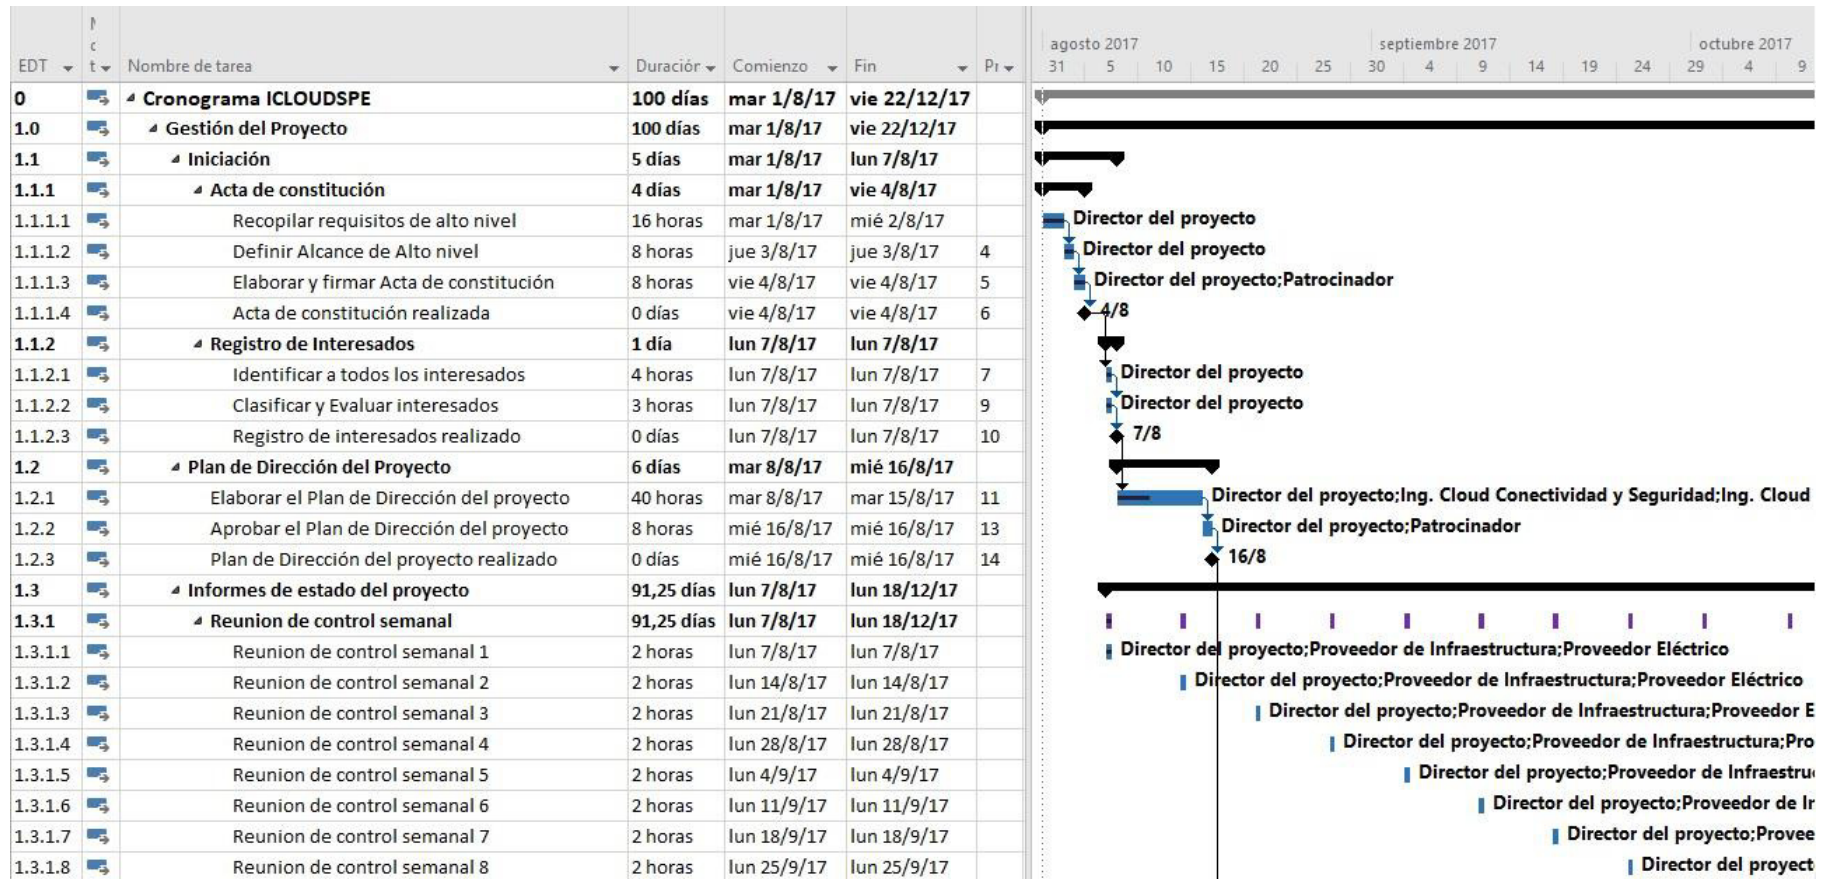 M
agosto 2017 septiembre 2017 octubre 2017
EDT t Nombre de tarea Duración Comienzo Fin Pr 31 5 10 15 20 25 30 4 9 14 19 24 29 4 9
0 Cronograma ICLOUDSPE 100 días mar 1/8/17 vie 22/12/17
1.0 Gestión del Proyecto 100 días mar 1/8/17 vie 22/12/17
1.1 Iniciación 5 días mar 1/8/17 lun 7/8/17
1.1.1 Acta de constitución 4 días mar 1/8/17 vie 4/8/17
1.1.1.1 Recopilar requisitos de alto nivel 16 horas mar 1/8/17 mié 2/8/17 Director del proyecto
1.1.1.2 Definir Alcance de Alto nivel 8 horas jue 3/8/17 jue 3/8/17 4 Director del proyecto
1.1.1.3 Elaborar y firmar Acta de constitución 8 horas vie 4/8/17 vie 4/8/17 5 Director del proyecto;Patrocinador
1.1.1.4 Acta de constitución realizada 0 días vie 4/8/17 vie 4/8/17 6 4/8
1.1.2 Registro de Interesados 1 día lun 7/8/17 lun 7/8/17
1.1.2.1 Identificar a todos los interesados 4 horas lun 7/8/17 lun 7/8/17 7 Director del proyecto
1.1.2.2 Clasificar y Evaluar interesados 3 horas lun 7/8/17 lun 7/8/17 9 Director del proyecto
1.1.2.3 Registro de interesados realizado 0 días lun 7/8/17 lun 7/8/17 10 7/8
1.2 Plan de Dirección del Proyecto 6 días mar 8/8/17 mié 16/8/17
1.2.1 Elaborar el Plan de Dirección del proyecto 40 horas mar 8/8/17 mar 15/8/17 11 Director del proyecto;Ing. Cloud Conectividad y Seguridad;Ing. Cloud
1.2.2 Aprobar el Plan de Dirección del proyecto 8 horas mié 16/8/17 mié 16/8/17 13 Director del proyecto;Patrocinador
1.2.3 Plan de Dirección del proyecto realizado 0 días mié 16/8/17 mié 16/8/17 14 16/8
1.3 Informes de estado del proyecto 91,25 días lun 7/8/17 lun 18/12/17
1.3.1 Reunion de control semanal 91,25 días lun 7/8/17 lun 18/12/17
1.3.1.1 Reunion de control semanal 1 2 horas lun 7/8/17 lun 7/8/17 Director del proyecto;Proveedor de Infraestructura;Proveedor Eléctrico
1.3.1.2 Reunion de control semanal 2 2 horas lun 14/8/17 lun 14/8/17 Director del proyecto;Proveedor de Infraestructura;Proveedor Eléctrico
1.3.1.3 Reunion de control semanal 3 2 horas lun 21/8/17 lun 21/8/17 Director del proyecto;Proveedor de Infraestructura;Proveedor E
1.3.1.4 Reunion de control semanal 4 2 horas lun 28/8/17 lun 28/8/17 Director del proyecto;Proveedor de Infraestructura;Pro
1.3.1.5 Reunion de control semanal 5 2 horas lun 4/9/17 lun 4/9/17 Director del proyecto;Proveedor de Infraestru
1.3.1.6 Reunion de control semanal 6 2 horas lun 11/9/17 lun 11/9/17 Director del proyecto;Proveedor de Ir
1.3.1.7 Reunion de control semanal 7 2 horas lun 18/9/17 lun 18/9/17 Director del proyecto;Provee
1.3.1.8 Reunion de control semanal 8 2 horas lun 25/9/17 lun 25/9/17 Director del proyect